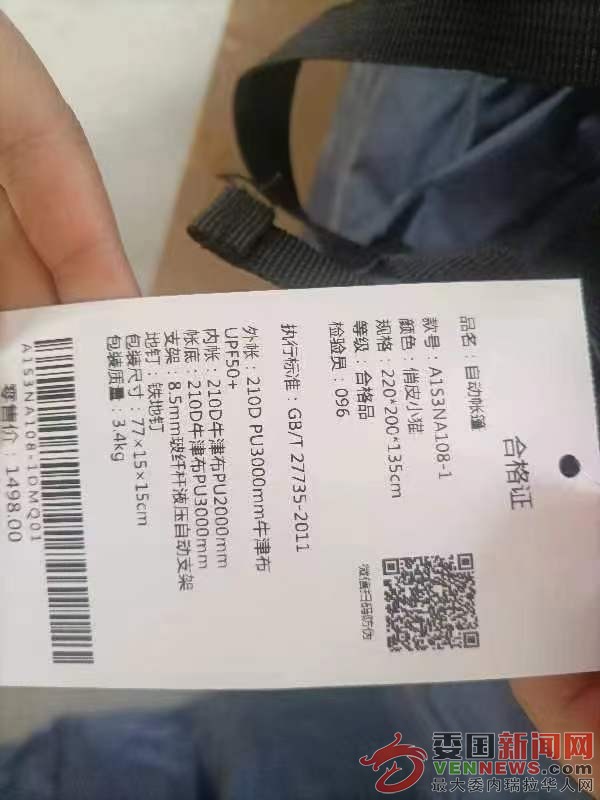 合格证
品名：自动帐篷
款号：A1S3NA108-1
颜色：俏皮小猫
规格：220*200*135cm
等级：合格品
检验员：096
执行标准：GB/T 27735-2011
外帐：210D PU3000mm牛津布
UPF50+
内帐：210D牛津布PU2000mm
帐底：210D牛津布PU3000mm
支架：8.5mm玻纤杆液压自动支架
地钉：铁地钉
包装尺寸：77×15×15cm
包装质量：3.4kg
微信扫码防伪
A1S3NA108-1DMQ01
零售价：1498.00
委国新闻网
VENNEWS.COM
最大委内瑞拉华人网